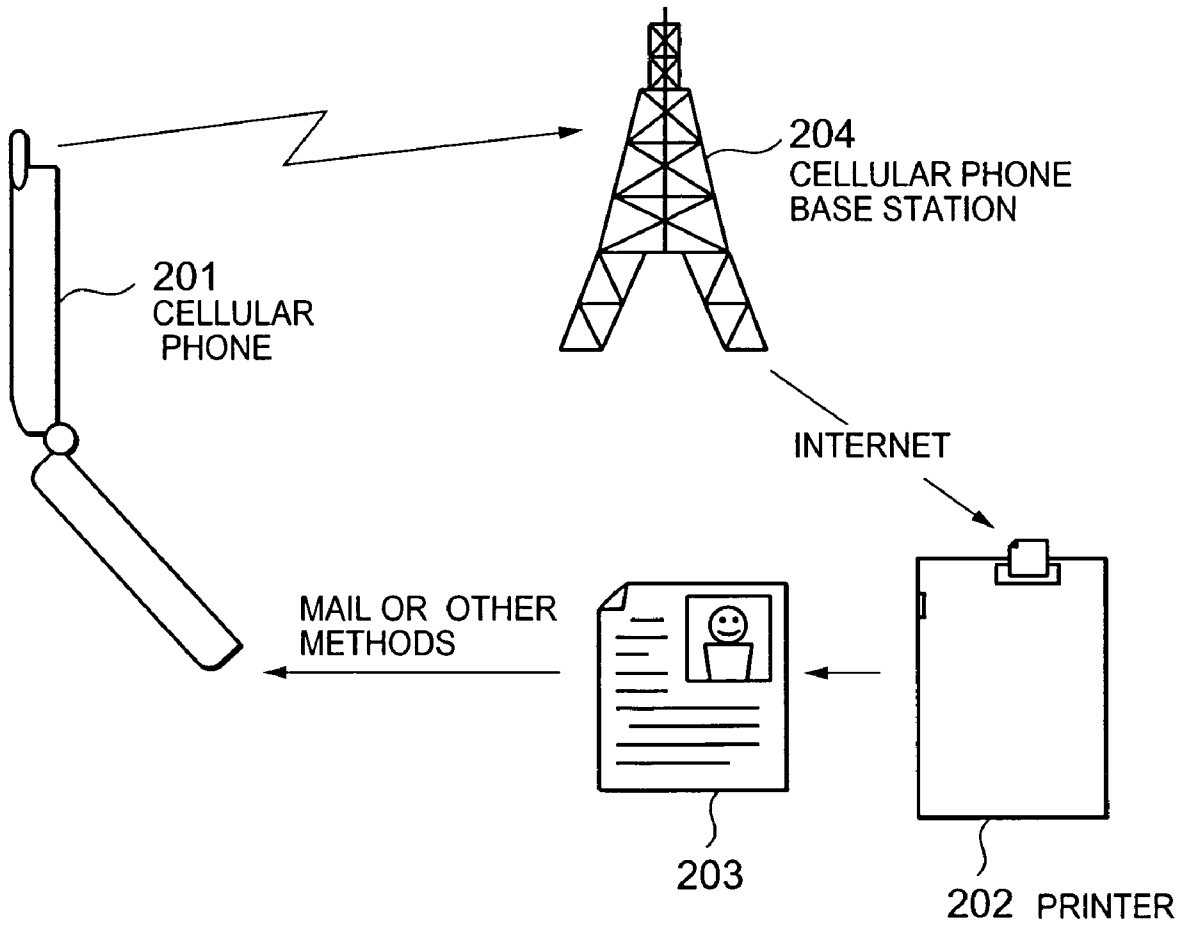 204
CELLULAR PHONE
BASE STATION
201
CELLULAR
PHONE
INTERNET
MAIL OR OTHER
METHODS
203
202 PRINTER